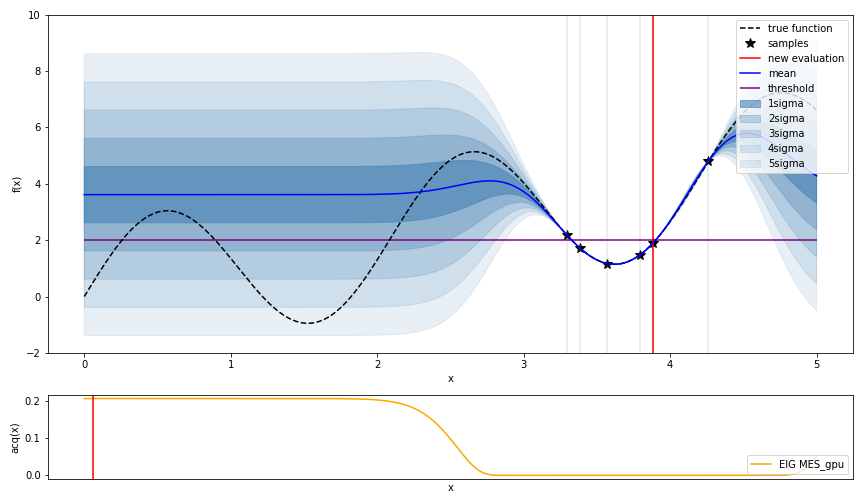 10
8
6
4
2
0
−2
f(x)
0
1
2
3
4
5
x
true function
samples
new evaluation
mean
threshold
1sigma
2sigma
3sigma
4sigma
5sigma
0.2
0.1
0.0
acq(x)
x
EIG MES_gpu